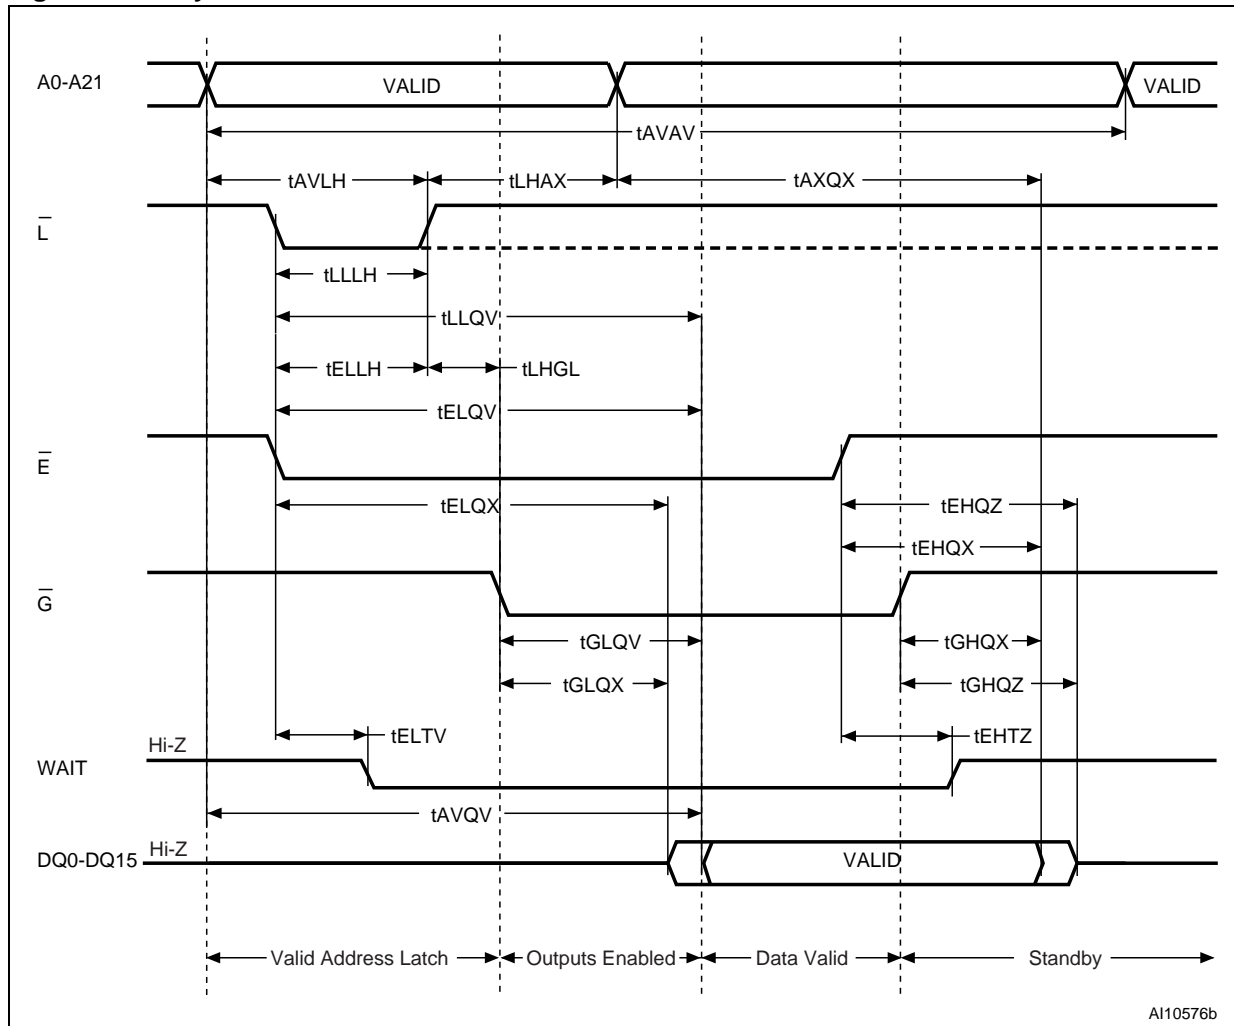 A0-A21
VALID
VALID
tAVAV
tAVLH
tLHAX
tAXQX
L
tLLLH
tLLQV
tELLH
tLHGL
tELQV
E
tELQX
tEHQZ
tEHQX
G
tGLQV
tGHQX
tGLQX
tGHQZ
tELTV
tEHTZ
Hi-Z
WAIT
tAVQV
DQ0-DQ15
Hi-Z
VALID
Valid Address Latch
Outputs Enabled
Data Valid
Standby
AI10576b